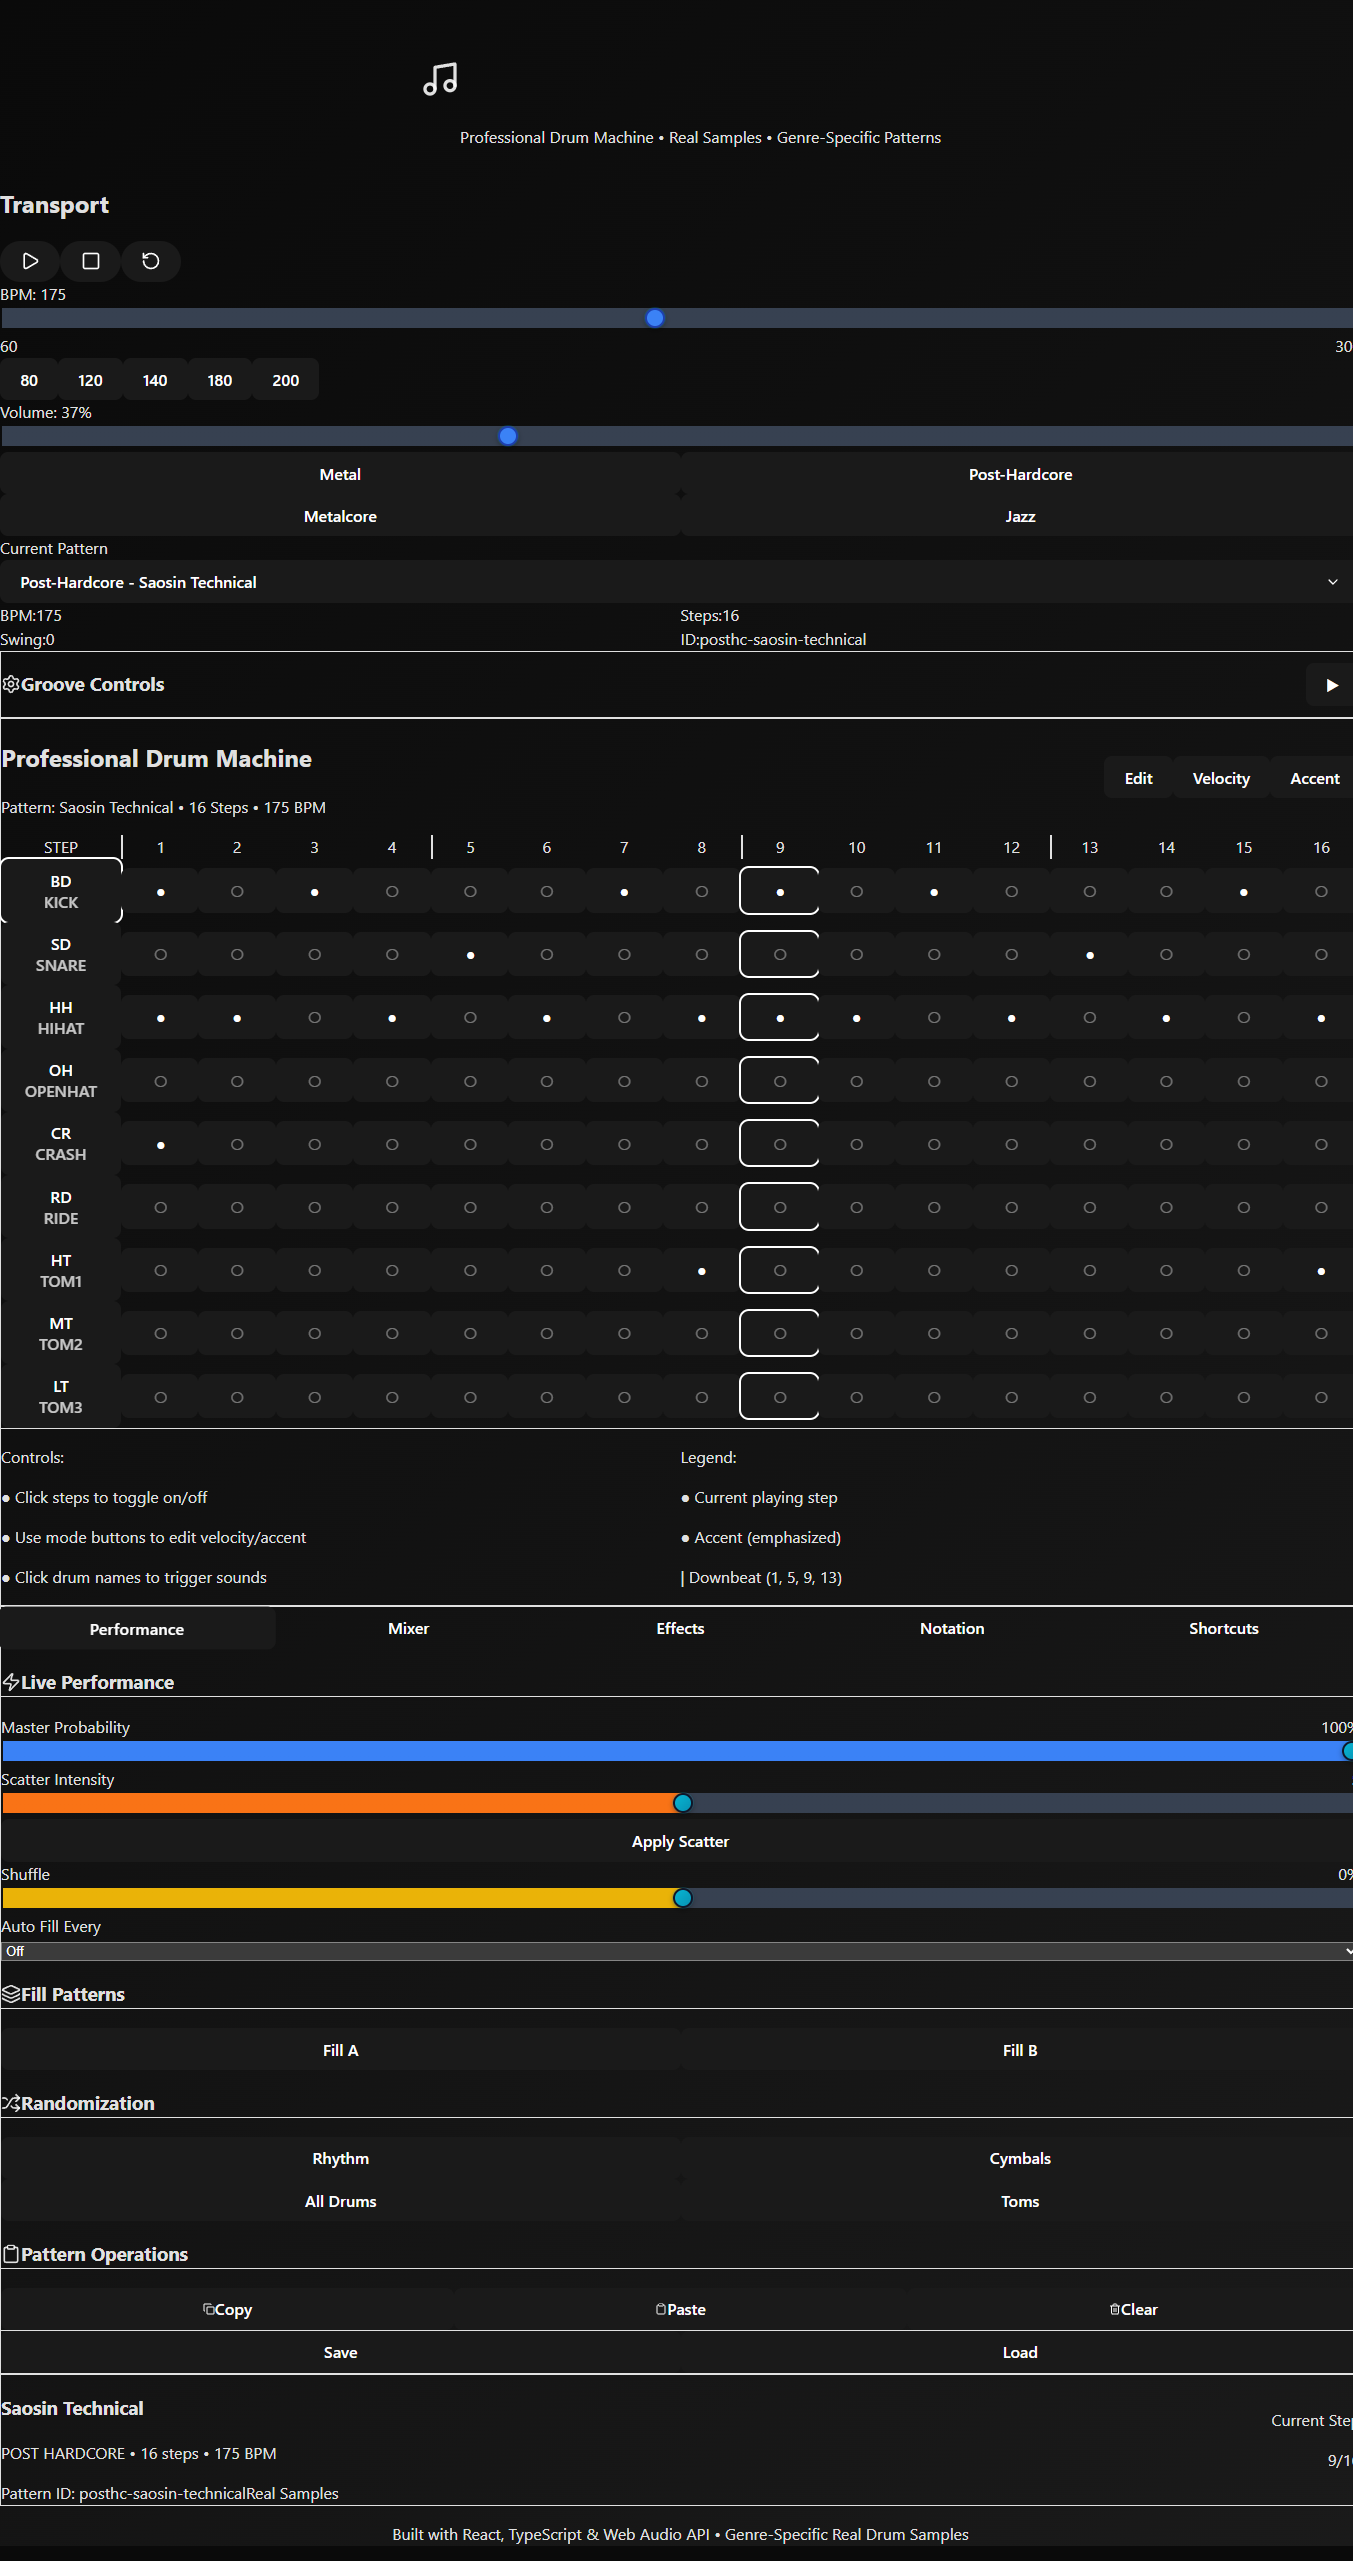 Professional Drum Machine • Real Samples • Genre-Specific Patterns
Transport
BPM: 175
60 30
80 120 140 180 200
Volume: 37%
Metal Post-Hardcore
Metalcore Jazz
Current Pattern
Post-Hardcore - Saosin Technical
BPM:175 Steps:16
Swing:0 ID:posthc-saosin-technical
Groove Controls
Professional Drum Machine
Edit Velocity Accent
Pattern: Saosin Technical • 16 Steps • 175 BPM
STEP 1 2 3 4 5 6 7 8 9 10 11 12 13 14 15 16
BD
KICK
SD
SNARE
HH
HIHAT
OH
OPENHAT
CR
CRASH
RD
RIDE
HT
TOM1
MT
TOM2
LT
TOM3
Controls: Legend:
● Click steps to toggle on/off ● Current playing step
● Use mode buttons to edit velocity/accent ● Accent (emphasized)
● Click drum names to trigger sounds | Downbeat (1, 5, 9, 13)
Performance Mixer Effects Notation Shortcuts
Live Performance
Master Probability 100%
Scatter Intensity
Apply Scatter
Shuffle 0%
Auto Fill Every
Off
Fill Patterns
Fill A Fill B
Randomization
Rhythm Cymbals
All Drums Toms
Pattern Operations
Copy Paste Clear
Save Load
Saosin Technical
Current Step
POST HARDCORE • 16 steps • 175 BPM
9/1
Pattern ID: posthc-saosin-technicalReal Samples
Built with React, TypeScript & Web Audio API • Genre-Specific Real Drum Samples